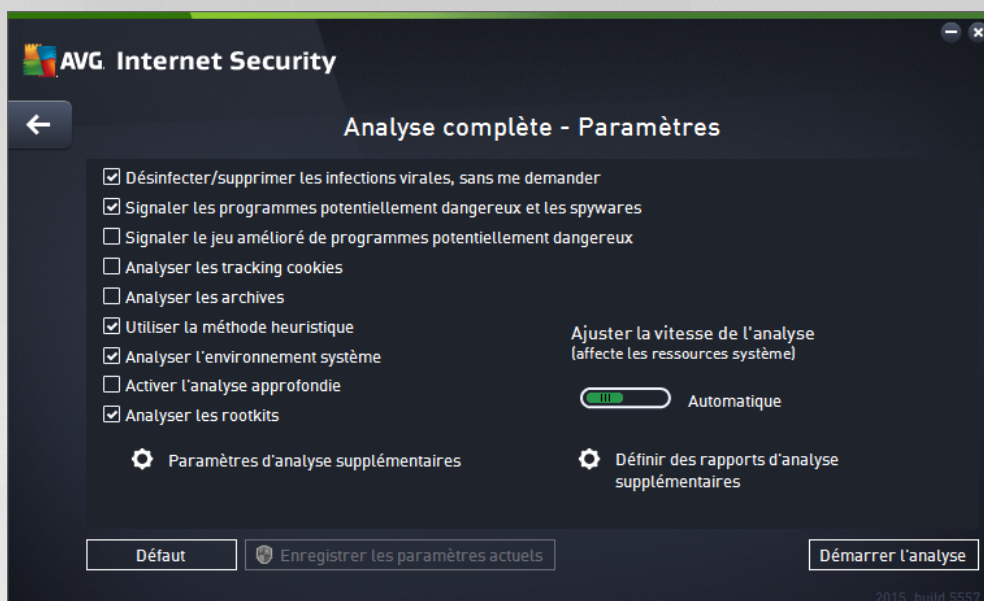 AVG. Internet Security
Analyse complète - Paramètres
Désinfecter/supprimer les infections virales, sans me demander
Signaler les programmes potentiellement dangereux et les spywares
Signaler le jeu amélioré de programmes potentiellement dangereux
Analyser les tracking cookies
Analyser les archives
Utiliser la méthode heuristique
Analyser l'environnement système
Activer l'analyse approfondie
Analyser les rootkits
Ajuster la vitesse de l'analyse
(affecte les ressources système)
Automatique
Paramètres d'analyse supplémentaires
Définir des rapports d'analyse
supplémentaires
Défaut
Enregistrer les paramètres actuels
Démarrer l'analyse
2015, build 5557